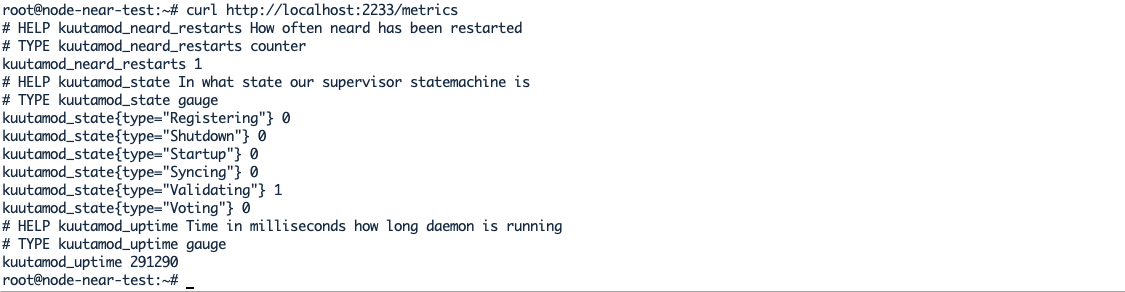 root@node-near-test:~# curl http://localhost:2233/metrics
# HELP kuutamod_neard_restarts How often neard has been restarted
# TYPE kuutamod_neard_restarts counter
kuutamod_neard_restarts 1
# HELP kuutamod_state In what state our supervisor statemachine is
# TYPE kuutamod_state gauge
kuutamod_state{type="Registering"} 0
kuutamod_state{type="Shutdown"} 0
kuutamod_state{type="Startup"} 0
kuutamod_state{type="Syncing"} 0
kuutamod_state{type="Validating"} 1
kuutamod_state{type="Voting"} 0
# HELP kuutamod_uptime Time in milliseconds how long daemon is running
# TYPE kuutamod_uptime gauge
kuutamod_uptime 291290
root@node-near-test:~# _